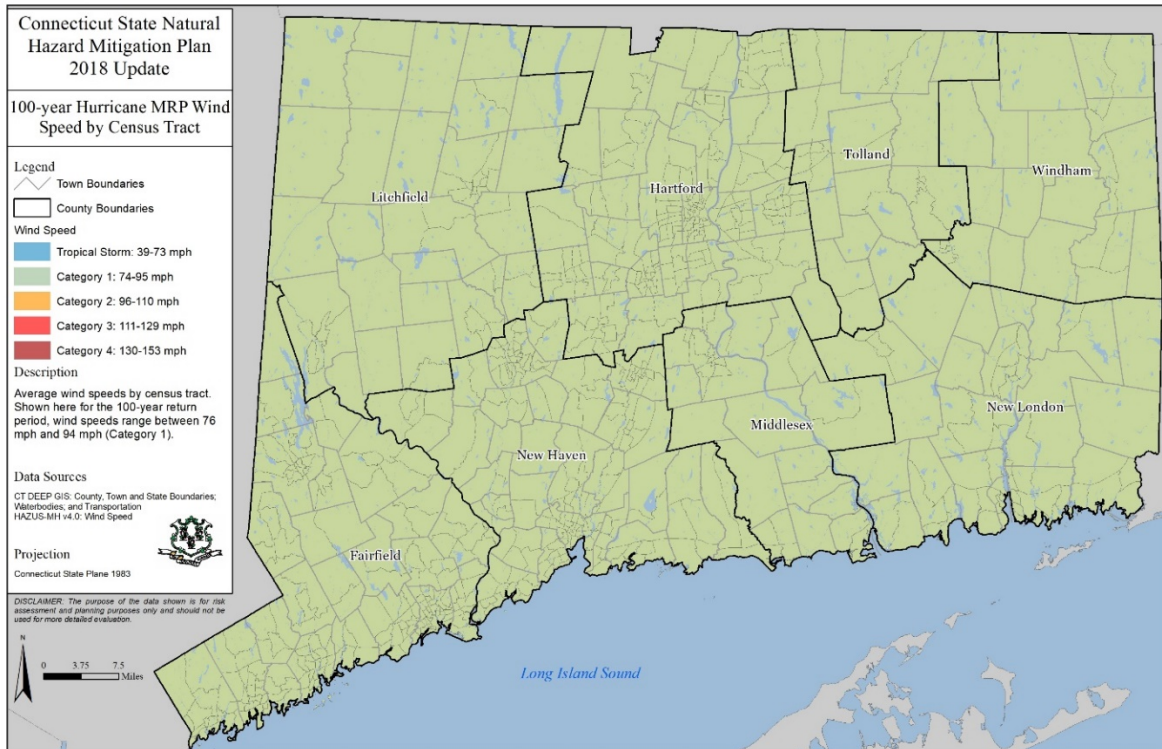 Connecticut State Natural
Hazard Mitigation Plan
2018 Update
100-year Hurricane MRP Wind
Speed by Census Tract
Legend
Town Boundaries
County Boundaries
Wind Speed
Tropical Storm: 39-73 mph
Category 1: 74-95 mph
Category 2: 96-110 mph
Category 3: 111-129 mph
Category 4: 130-153 mph
Description
Average wind speeds by census tract.
Shown here for the 100-year return
period, wind speeds range between 76
mph and 94 mph (Category 1).
Data Sources
CT DEEP GIS: County, Town and State Boundaries;
Waterbodies; and Transportation
HAZUS-MH v4.0: Wind Speed
Projection
Connecticut State Plane 1983
DISCLAIMER: The purpose of the data shown is for risk
assessment and planning purposes only and should not be
used for more detailed evaluation.
N
0 3.75 7.5
Miles
Litchfield
Hartford
Tolland
Windham
New Haven
Middlesex
New London
Fairfield
Long Island Sound